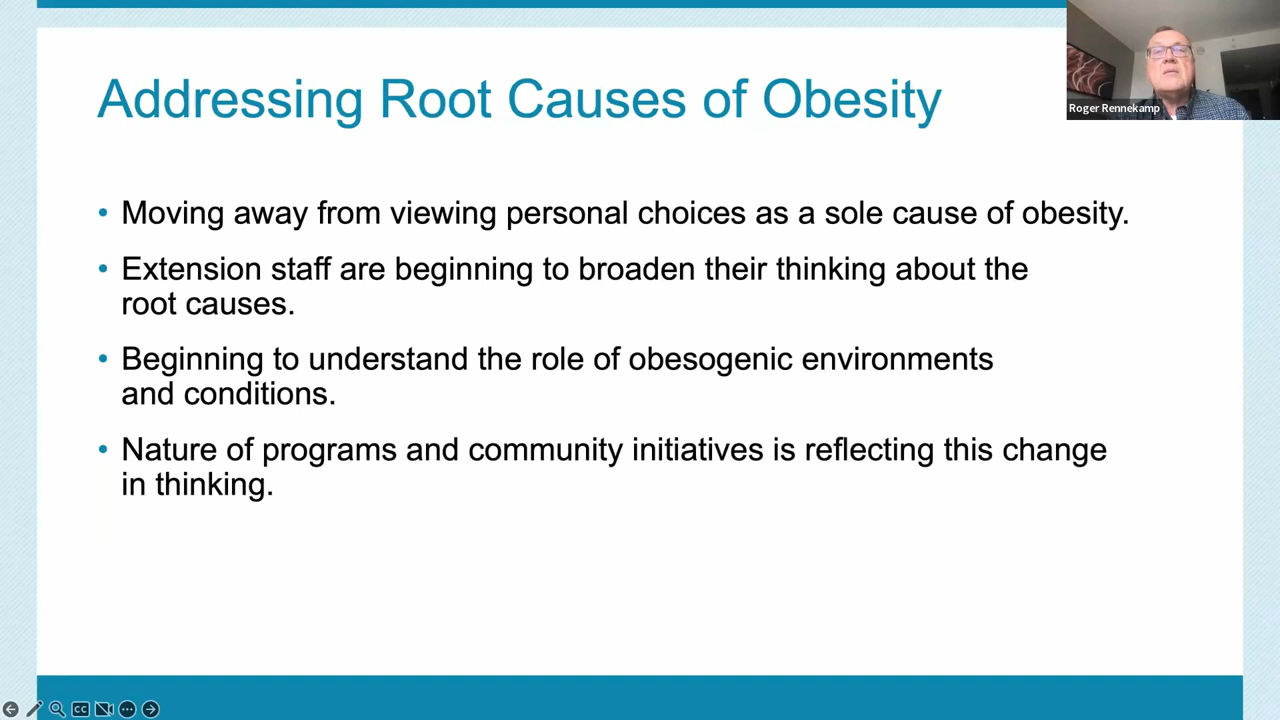 Addressing Root Causes of Obesity
Roger Rennekamp
• Moving away from viewing personal choices as a sole cause of obesity.
• Extension staff are beginning to broaden their thinking about the
root causes.
• Beginning to understand the role of obesogenic environments
and conditions.
• Nature of programs and community initiatives is reflecting this change
in thinking.
CC